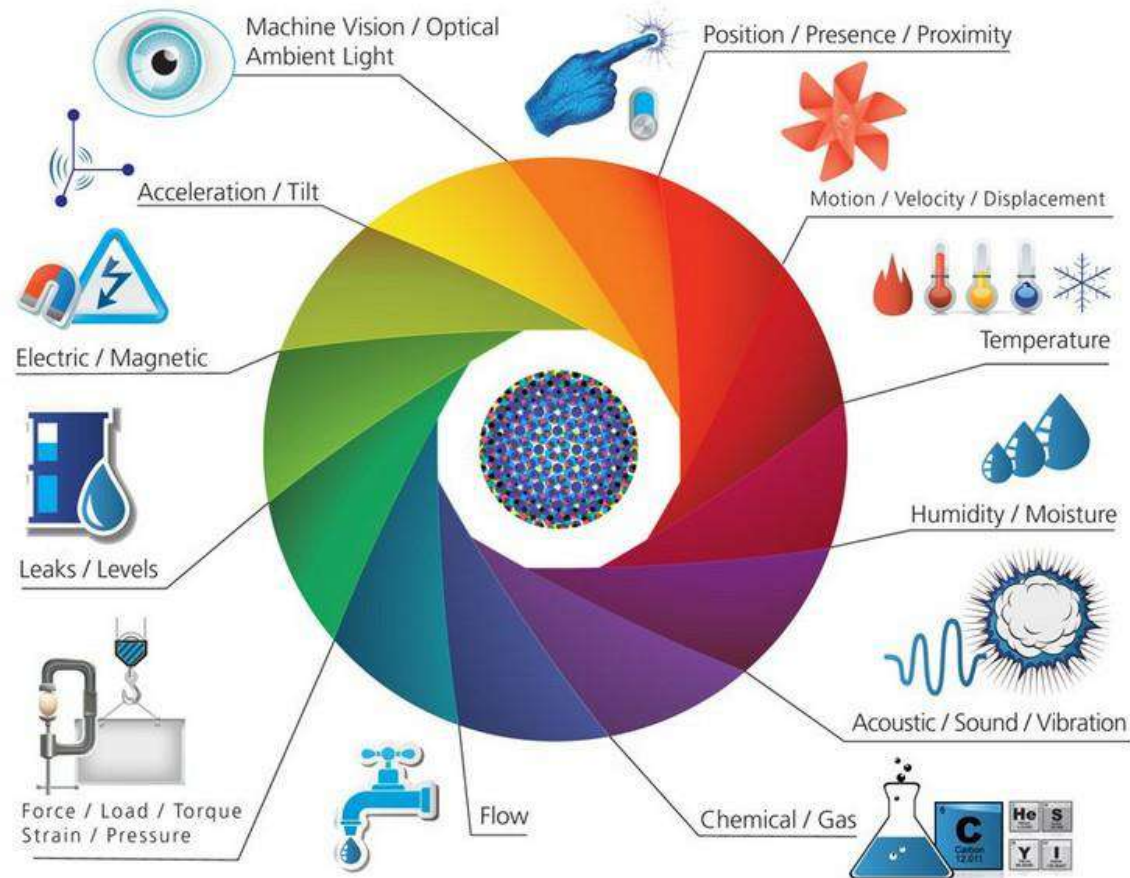 Machine Vision / Optical
Ambient Light
Position / Presence / Proximity
Acceleration / Tilt
Motion / Velocity / Displacement
Electric / Magnetic
Temperature
Leaks / Levels
Humidity / Moisture
Force / Load / Torque
Strain / Pressure
Flow
Chemical / Gas
Acoustic / Sound / Vibration
6
C
Carbon
12.011
He
S
Y
I